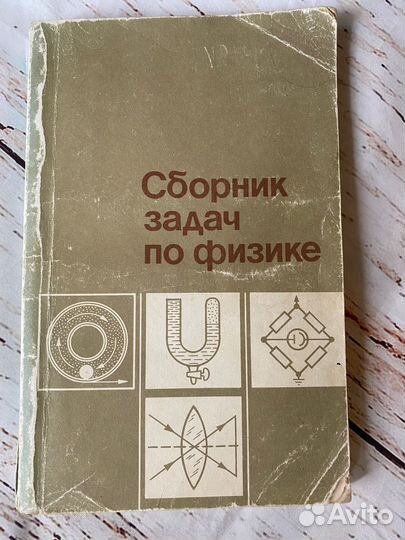 Сборник
задач
по физике
Avito